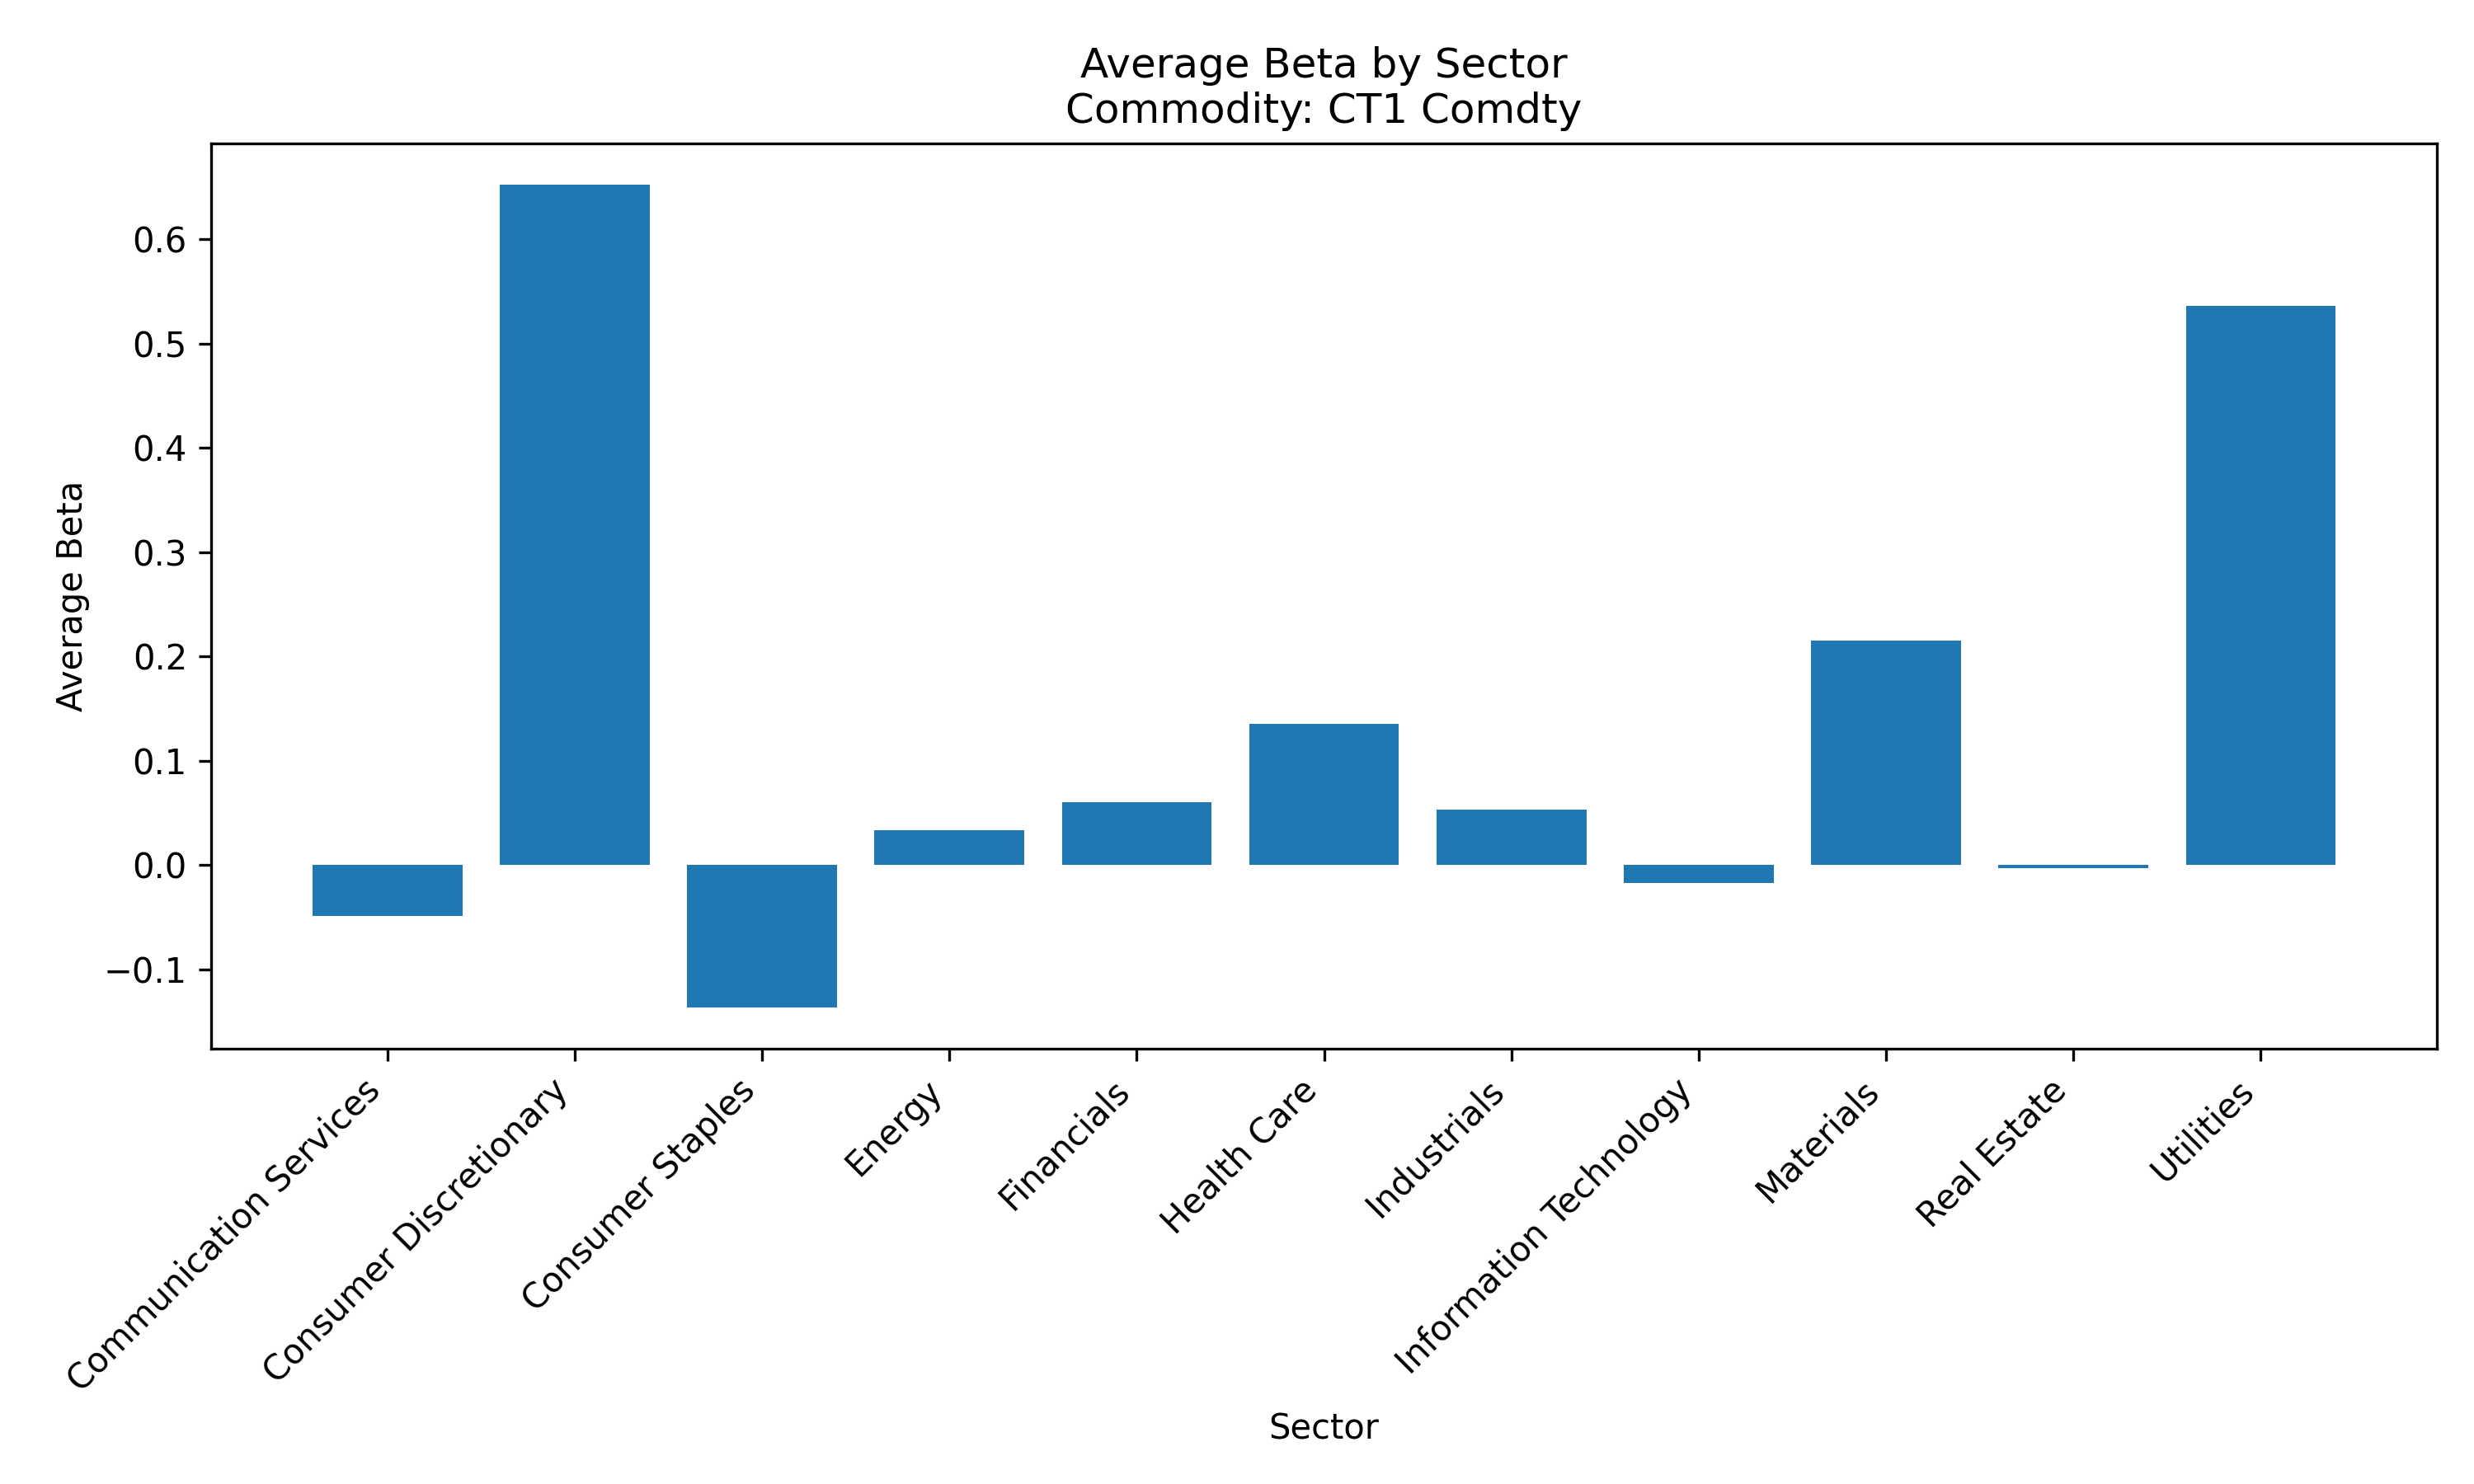 Average Beta by Sector
Commodity: CT1 Comdty
Average Beta
0.6
0.5
0.4
0.3
0.2
0.1
0.0
−0.1
Communication Services
Consumer Discretionary
Consumer Staples
Energy
Financials
Health Care
Industrials
Information Technology
Materials
Real Estate
Utilities
Sector